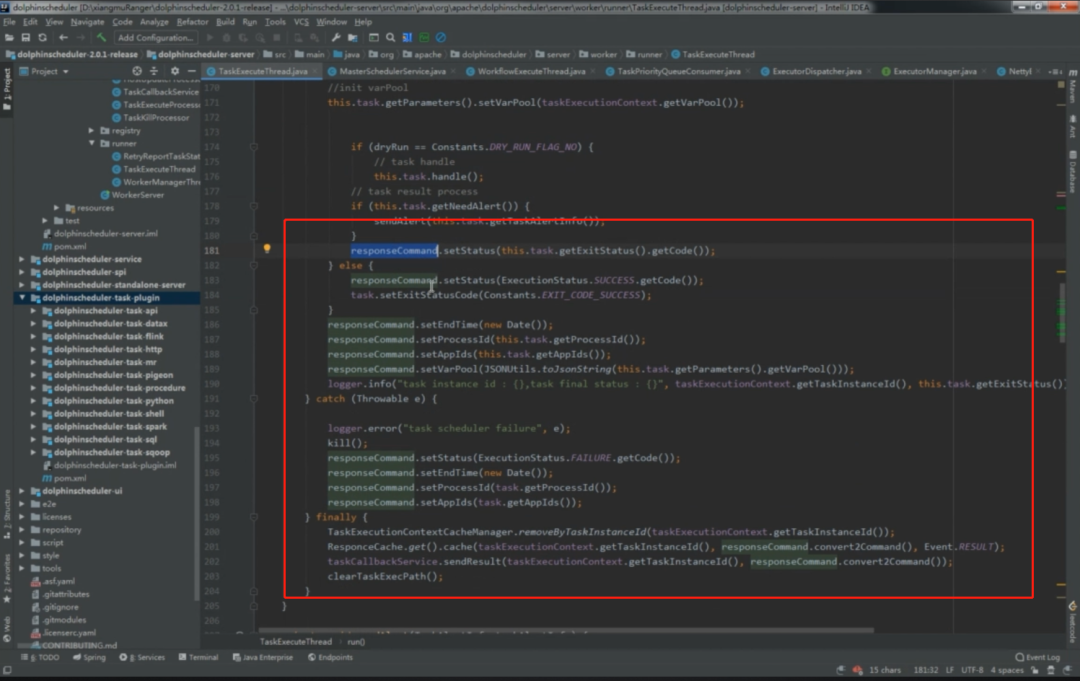 dolphinscheduler [D:\xiangmuRanger\dolphinscheduler-2.0.1-release] - ...\dolphinscheduler-server\src\main\java\org\apache\dolphinscheduler\server\worker\runner\TaskExecuteThread.java [dolphinscheduler-server] - IntelliJ IDEA
File Edit View Navigate Code Analyze Refactor Build Run Tools VCS Window Help
Add Configuration...
dolphinscheduler-2.0.1-release dolphinscheduler-server src main java org apache dolphinscheduler server worker runner TaskExecuteThread
Project
TaskExecuteThread.java MasterSchedulerService.java WorkflowExecuteThread.java TaskPriorityQueueConsumer.java ExecutorDispatcher.java ExecutorManager.java
1: Project
Maven
Ant
Database
leetcode
7: Structure
2: Favorites
Web
TaskCallbackService
TaskExecuteProcess
TaskKillProcessor
registry
runner
RetryReportTaskStat
TaskExecuteThread
WorkerManagerThre
WorkerServer
resources
test
dolphinscheduler-server.iml
pom.xml
dolphinscheduler-service
dolphinscheduler-spi
dolphinscheduler-standalone-server
dolphinscheduler-task-plugin
dolphinscheduler-task-api
dolphinscheduler-task-datax
dolphinscheduler-task-flink
dolphinscheduler-task-http
dolphinscheduler-task-mr
dolphinscheduler-task-pigeon
dolphinscheduler-task-procedure
dolphinscheduler-task-python
dolphinscheduler-task-shell
dolphinscheduler-task-spark
dolphinscheduler-task-sql
dolphinscheduler-task-sqoop
dolphinscheduler-task-plugin.iml
pom.xml
dolphinscheduler-ui
e2e
licenses
repository
script
style
tools
.asf.yaml
.gitattributes
.gitignore
.gitmodules
.licenserc.yaml
CONTRIBUTING.md
170 //init varPool
171 this.task.getParameters().setVarPool(taskExecutionContext.getVarPool());
172
173
174 if (dryRun == Constants.DRY_RUN_FLAG_NO) {
175 // task handle
176 this.task.handle();
177 // task result process
178 if (this.task.getNeedAlert()) {
179 sendAlert(this.task.getTaskAlertInfo());
180 }
181 responseCommand.setStatus(this.task.getExitStatus().getCode());
182 } else {
183 responseCommand.setStatus(ExecutionStatus.SUCCESS.getCode());
184 task.setExitStatusCode(Constants.EXIT_CODE_SUCCESS);
185 }
186 responseCommand.setEndTime(new Date());
187 responseCommand.setProcessId(this.task.getProcessId());
188 responseCommand.setAppIds(this.task.getAppIds());
189 responseCommand.setVarPool(JSONUtils.toJsonString(this.task.getParameters().getVarPool()));
190 logger.info("task instance id : {},task final status : {}", taskExecutionContext.getTaskInstanceId(), this.task.getExitStatus()
191 } catch (Throwable e) {
192
193 logger.error("task scheduler failure", e);
194 kill();
195 responseCommand.setStatus(ExecutionStatus.FAILURE.getCode());
196 responseCommand.setEndTime(new Date());
197 responseCommand.setProcessId(task.getProcessId());
198 responseCommand.setAppIds(task.getAppIds());
199 } finally {
200 TaskExecutionContextCacheManager.removeByTaskInstanceId(taskExecutionContext.getTaskInstanceId());
201 ResponceCache.get().cache(taskExecutionContext.getTaskInstanceId(), responseCommand.convert2Command(), Event.RESULT);
202 taskCallbackService.sendResult(taskExecutionContext.getTaskInstanceId(), responseCommand.convert2Command());
203 clearTaskExecPath();
204 }
205 }
206
TaskExecuteThread run()
6: TODO Spring 8: Services Terminal Java Enterprise Endpoints Event Log
15 chars 181:32 LF UTF-8 4 spaces